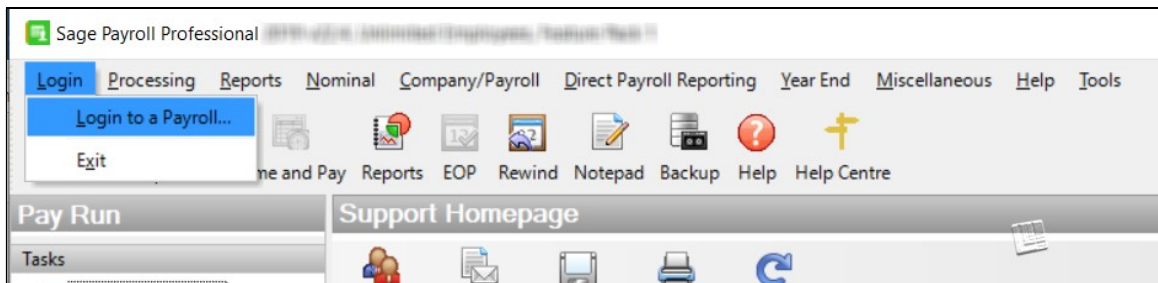 Sage Payroll Professional
Login Processing Reports Nominal Company/Payroll Direct Payroll Reporting Year End Miscellaneous Help Tools
Login to a Payroll...
Exit
me and Pay Reports EOP Rewind Notepad Backup Help Help Centre
Pay Run
Support Homepage
Tasks